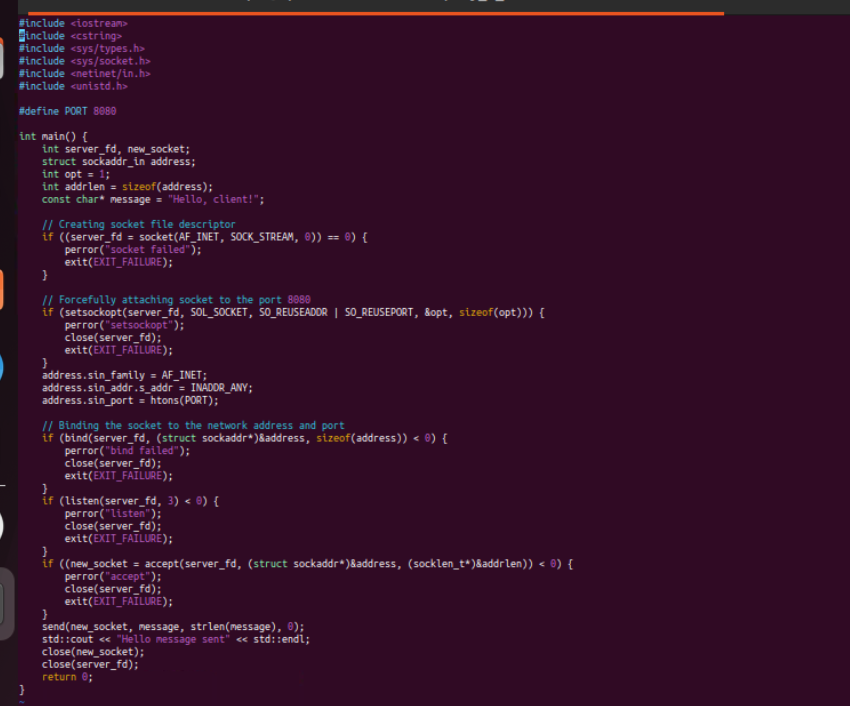 #include <iostream>
#include <cstring>
#include <sys/types.h>
#include <sys/socket.h>
#include <netinet/in.h>
#include <unistd.h>

#define PORT 8080

int main() {
    int server_fd, new_socket;
    struct sockaddr_in address;
    int opt = 1;
    int addrlen = sizeof(address);
    const char* message = "Hello, client!";

    // Creating socket file descriptor
    if ((server_fd = socket(AF_INET, SOCK_STREAM, 0)) == 0) {
        perror("socket failed");
        exit(EXIT_FAILURE);
    }

    // Forcefully attaching socket to the port 8080
    if (setsockopt(server_fd, SOL_SOCKET, SO_REUSEADDR | SO_REUSEPORT, &opt, sizeof(opt))) {
        perror("setsockopt");
        close(server_fd);
        exit(EXIT_FAILURE);
    }
    address.sin_family = AF_INET;
    address.sin_addr.s_addr = INADDR_ANY;
    address.sin_port = htons(PORT);

    // Binding the socket to the network address and port
    if (bind(server_fd, (struct sockaddr*)&address, sizeof(address)) < 0) {
        perror("bind failed");
        close(server_fd);
        exit(EXIT_FAILURE);
    }
    if (listen(server_fd, 3) < 0) {
        perror("listen");
        close(server_fd);
        exit(EXIT_FAILURE);
    }
    if ((new_socket = accept(server_fd, (struct sockaddr*)&address, (socklen_t*)&addrlen)) < 0) {
        perror("accept");
        close(server_fd);
        exit(EXIT_FAILURE);
    }
    send(new_socket, message, strlen(message), 0);
    std::cout << "Hello message sent" << std::endl;
    close(new_socket);
    close(server_fd);
    return 0;
}
~